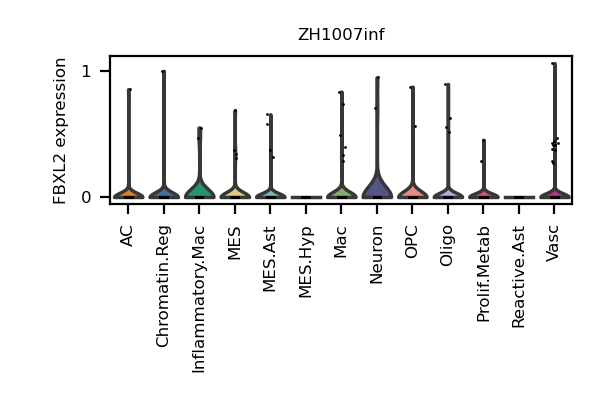 ZH1007inf
FBXL2 expression
1
0
AC
Chromatin.Reg
Inflammatory.Mac
MES
MES.Ast
MES.Hyp
Mac
Neuron
OPC
Oligo
Prolif.Metab
Reactive.Ast
Vasc